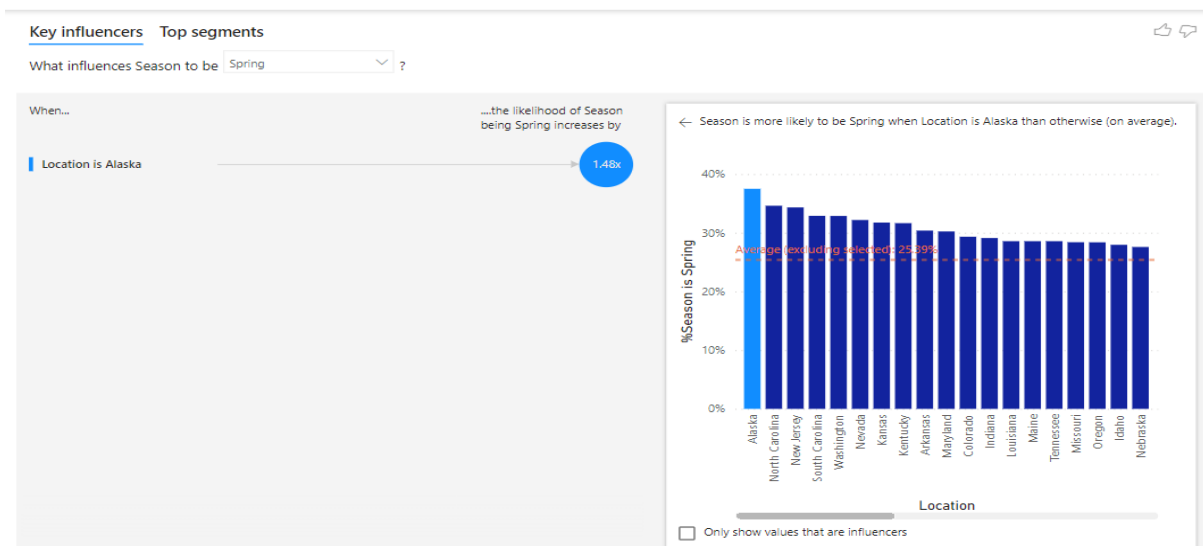 Key influencers Top segments
What influences Season to be Spring ?
When...
....the likelihood of Season
being Spring increases by
Location is Alaska
1.48x
← Season is more likely to be Spring when Location is Alaska than otherwise (on average).
40%
30%
20%
10%
0%
%Season is Spring
Average (excluding selected): 25.39%
Alaska
North Carolina
New Jersey
South Carolina
Washington
Nevada
Kansas
Kentucky
Arkansas
Maryland
Colorado
Indiana
Louisiana
Maine
Tennessee
Missouri
Oregon
Idaho
Nebraska
Location
Only show values that are influencers